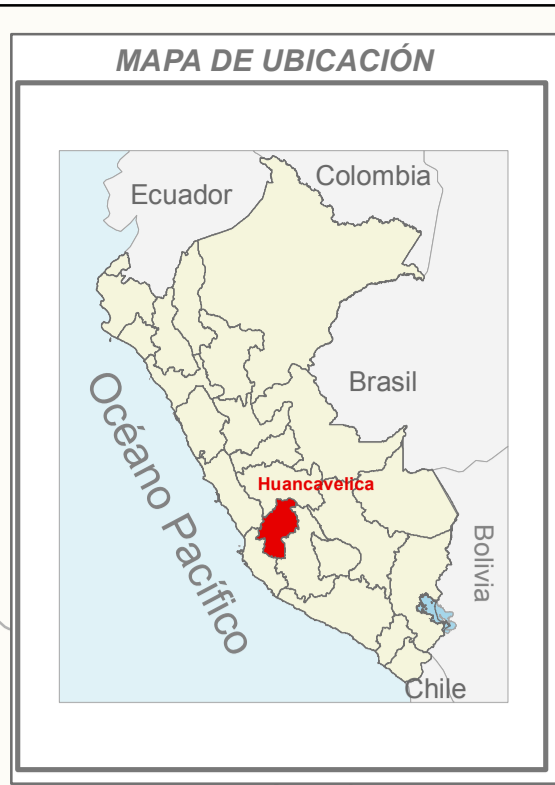 MAPA DE UBICACIÓN
Colombia
Ecuador
Brasil
Océano Pacífico
Huancavelica
Bolivia
Chile